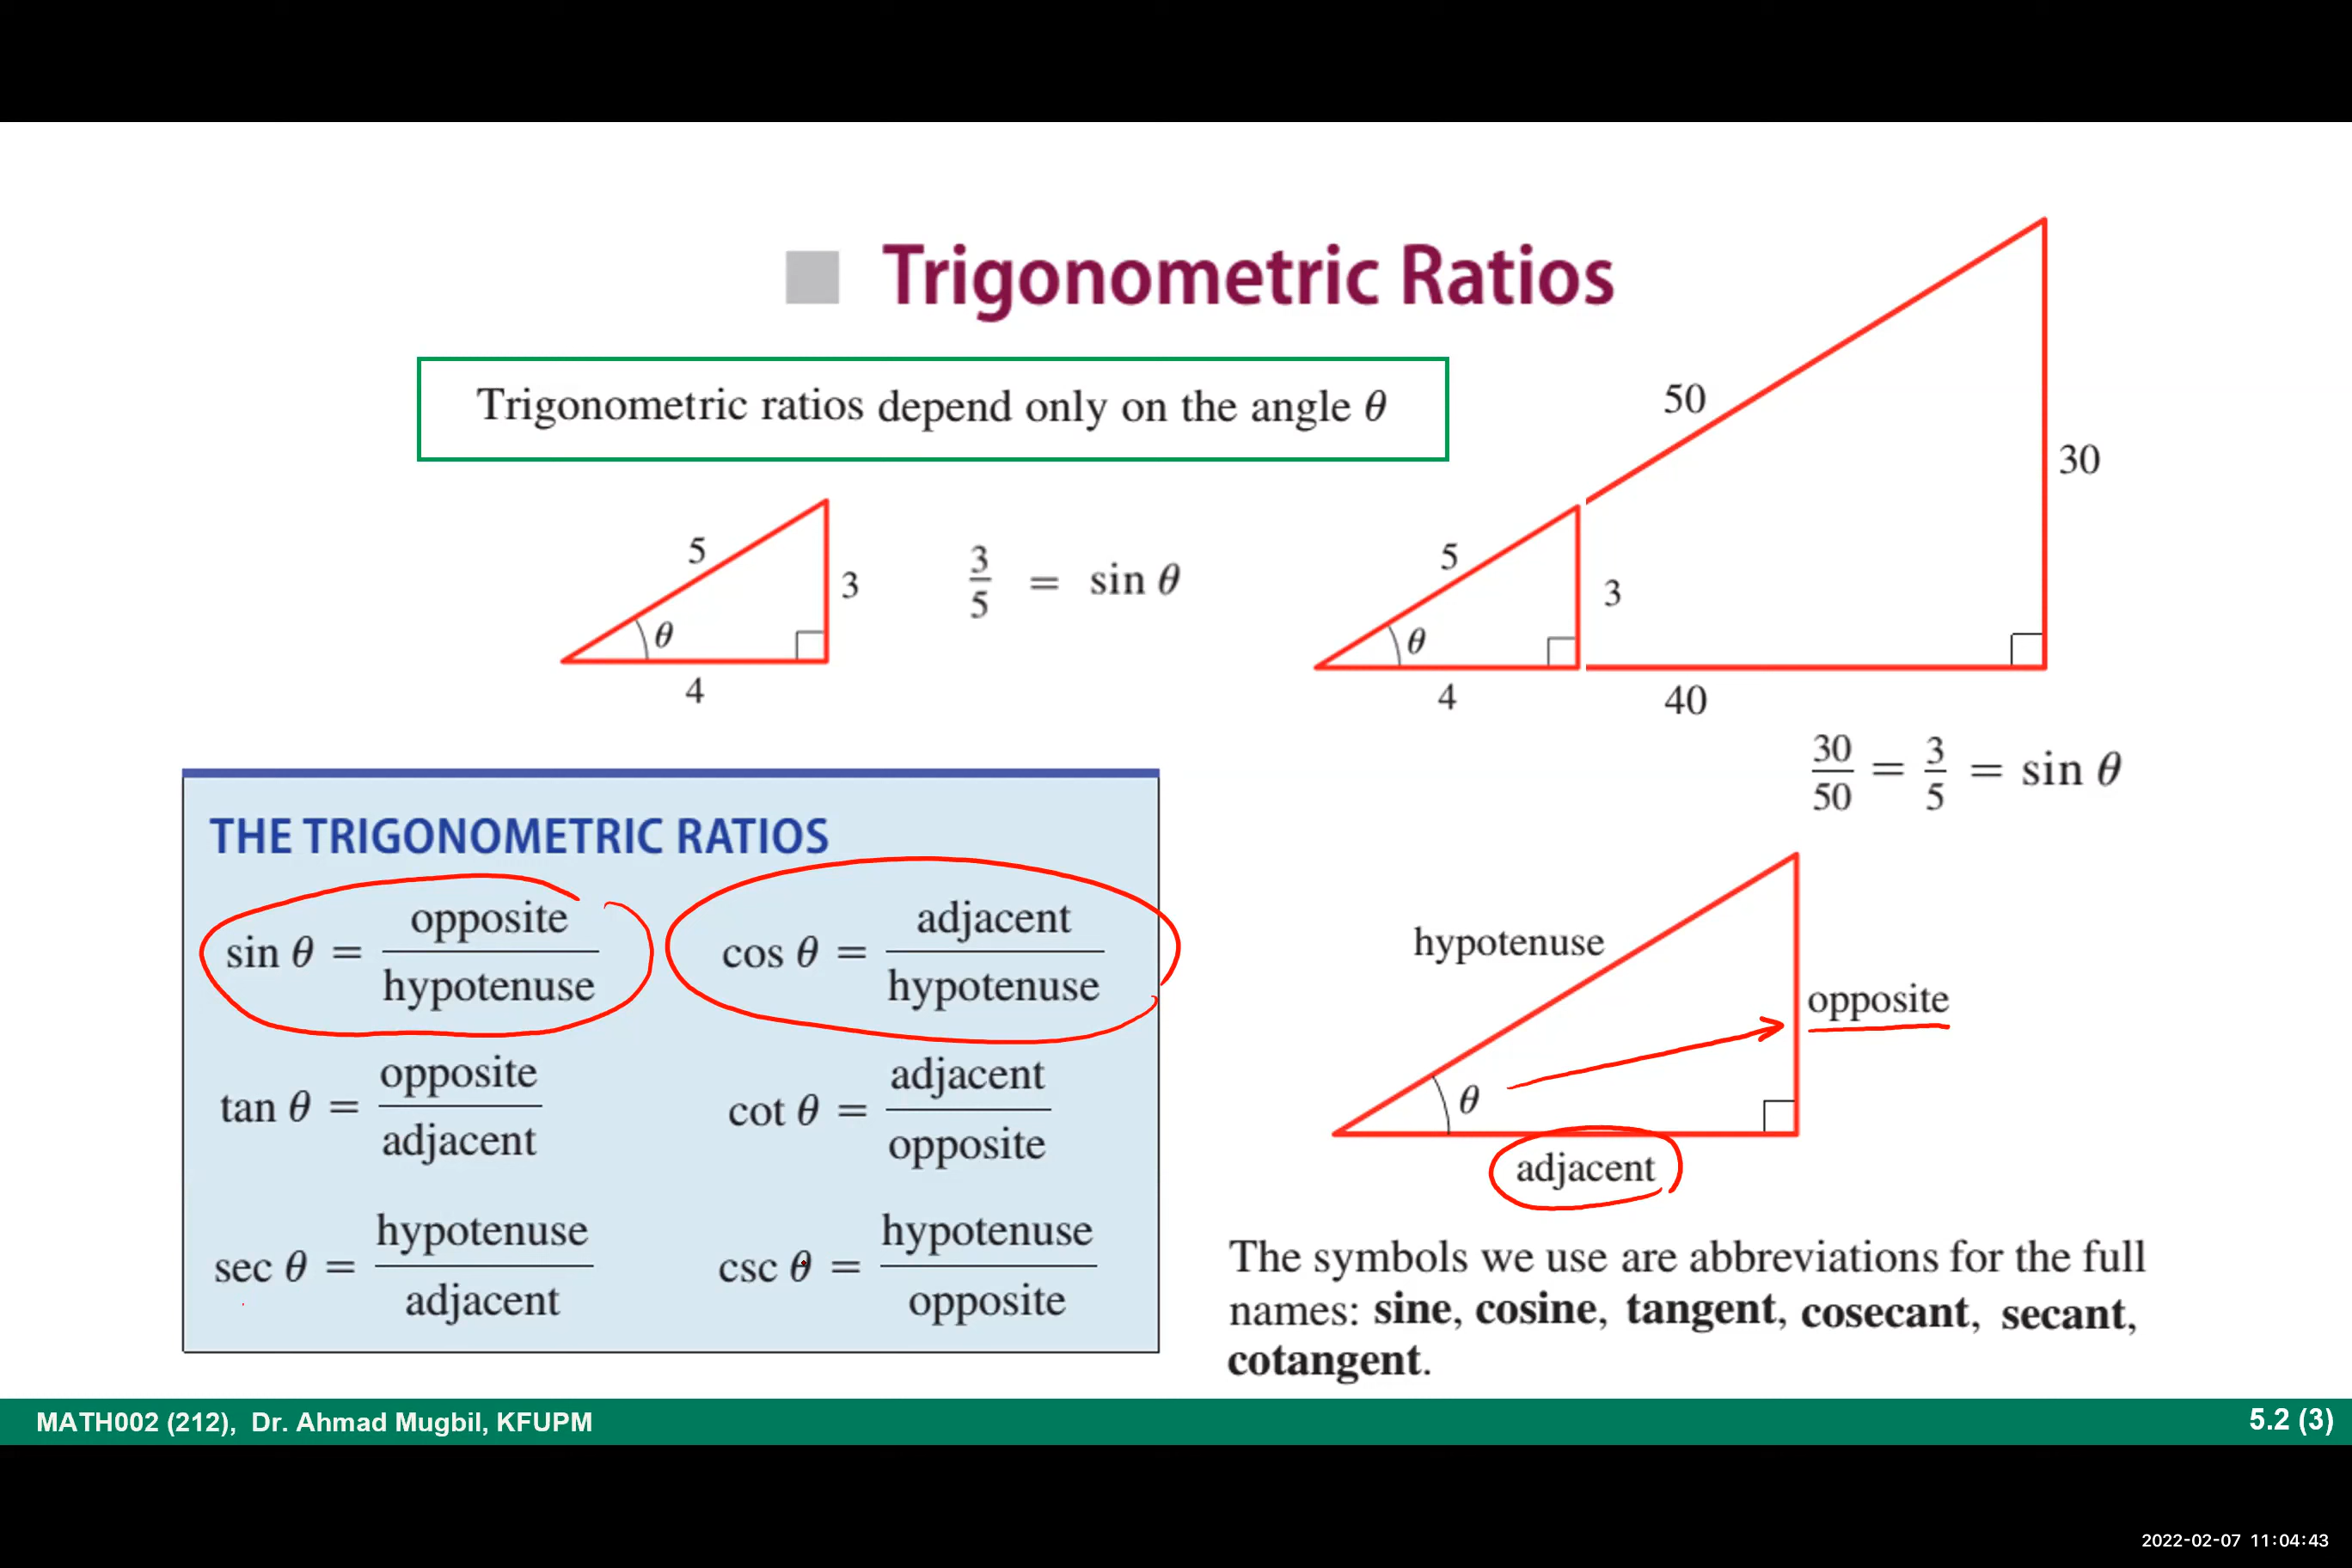 Trigonometric Ratios
Trigonometric ratios depend only on the angle θ
5
3
θ
4
3/5 = sin θ
50
30
5
3
θ
4
40
30/50 = 3/5 = sin θ
THE TRIGONOMETRIC RATIOS
sin θ = opposite/hypotenuse
cos θ = adjacent/hypotenuse
tan θ = opposite/adjacent
cot θ = adjacent/opposite
sec θ = hypotenuse/adjacent
csc θ = hypotenuse/opposite
hypotenuse
opposite
θ
adjacent
The symbols we use are abbreviations for the full
names: sine, cosine, tangent, cosecant, secant,
cotangent.
MATH002 (212), Dr. Ahmad Mugbil, KFUPM
5.2 (3)
2022-02-07 11:04:43